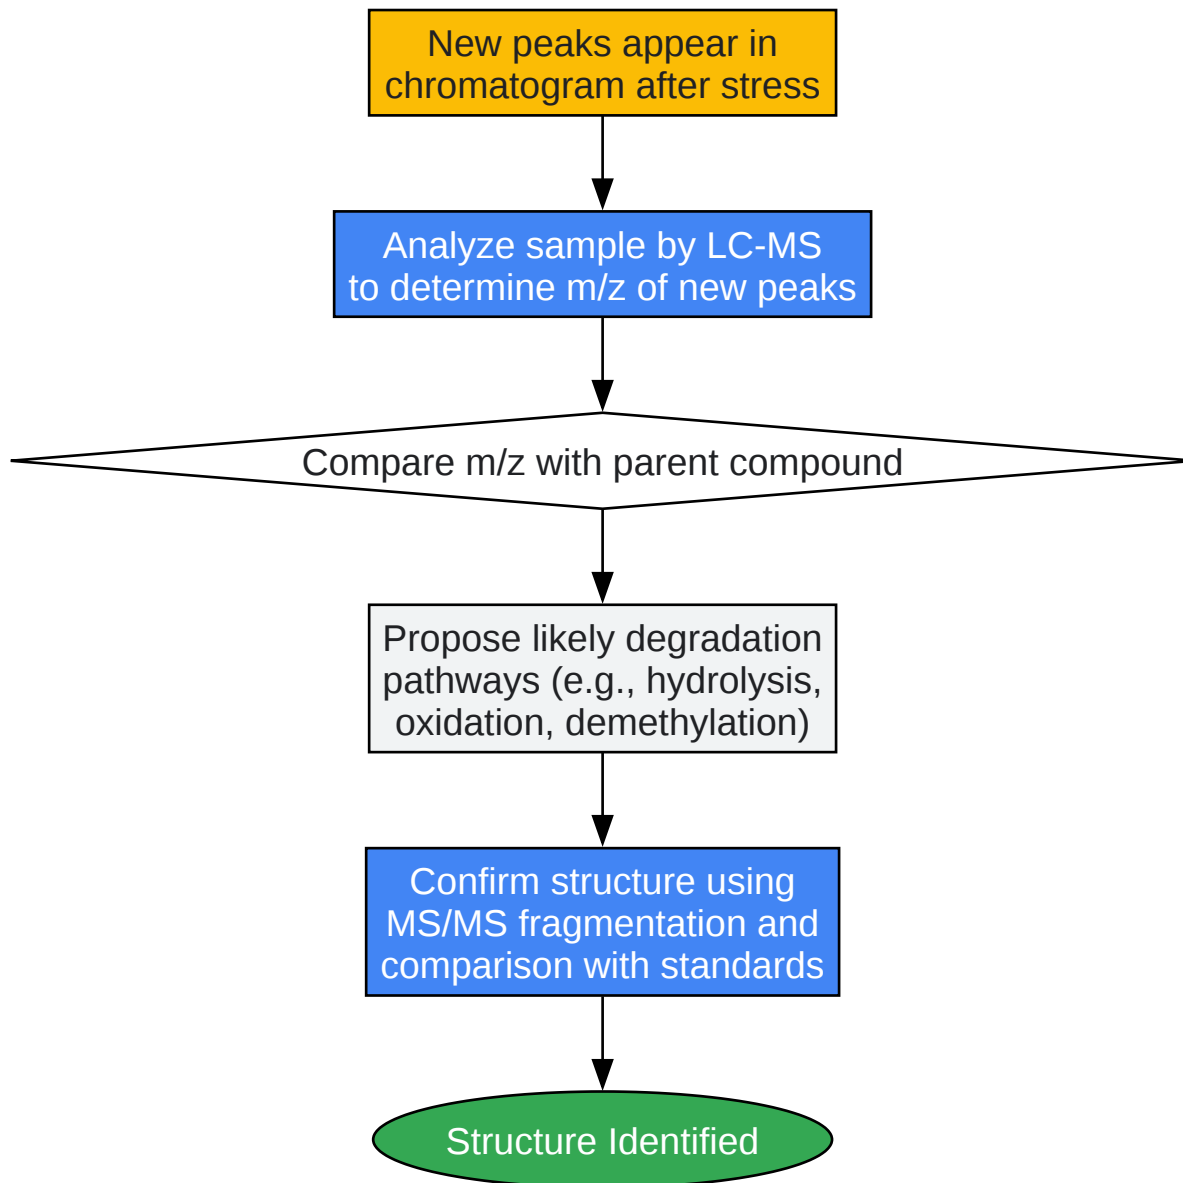 New peaks appear in
chromatogram after stress
Analyze sample by LC-MS
to determine m/z of new peaks
Compare m/z with parent compound
Propose likely degradation
pathways (e.g., hydrolysis,
oxidation, demethylation)
Confirm structure using
MS/MS fragmentation and
comparison with standards
Structure Identified